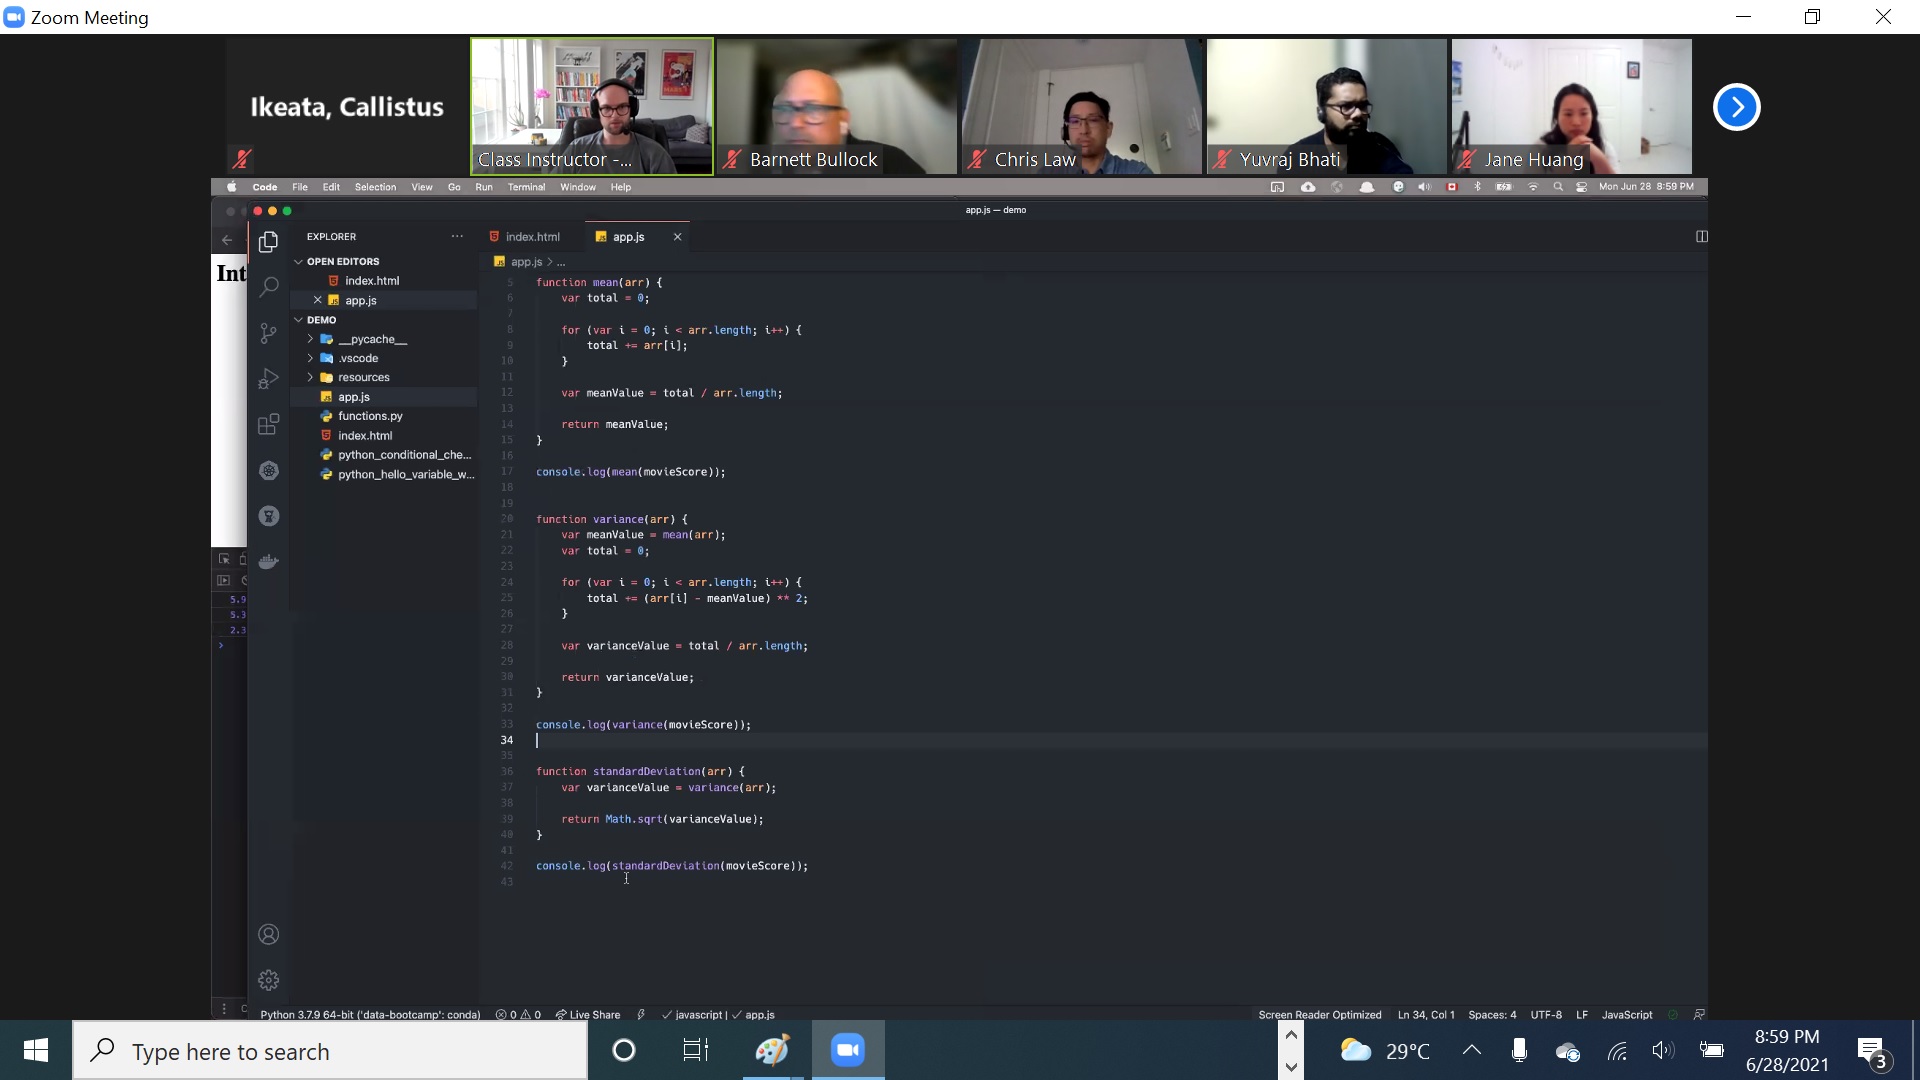 Zoom Meeting
Ikeata, Callistus
Class Instructor -...
Barnett Bullock
Chris Law
Yuvraj Bhati
Jane Huang
Code File Edit Selection View Go Run Terminal Window Help
Mon Jun 28 8:59 PM
app.js — demo
Int
EXPLORER
OPEN EDITORS
index.html
app.js
DEMO
__pycache__
.vscode
resources
app.js
functions.py
index.html
python_conditional_che...
python_hello_variable_w...
5.9
5.3
2.3
index.html
app.js
app.js > ...
5 function mean(arr) {
6 var total = 0;
7
8 for (var i = 0; i < arr.length; i++) {
9 total += arr[i];
10 }
11
12 var meanValue = total / arr.length;
13
14 return meanValue;
15 }
16
17 console.log(mean(movieScore));
18
19
20 function variance(arr) {
21 var meanValue = mean(arr);
22 var total = 0;
23
24 for (var i = 0; i < arr.length; i++) {
25 total += (arr[i] - meanValue) ** 2;
26 }
27
28 var varianceValue = total / arr.length;
29
30 return varianceValue;
31 }
32
33 console.log(variance(movieScore));
34
35
36 function standardDeviation(arr) {
37 var varianceValue = variance(arr);
38
39 return Math.sqrt(varianceValue);
40 }
41
42 console.log(standardDeviation(movieScore));
43
Python 3.7.9 64-bit ('data-bootcamp': conda) 0 0 Live Share javascript | app.js
Screen Reader Optimized Ln 34, Col 1 Spaces: 4 UTF-8 LF JavaScript
Type here to search
29°C
8:59 PM
6/28/2021
3